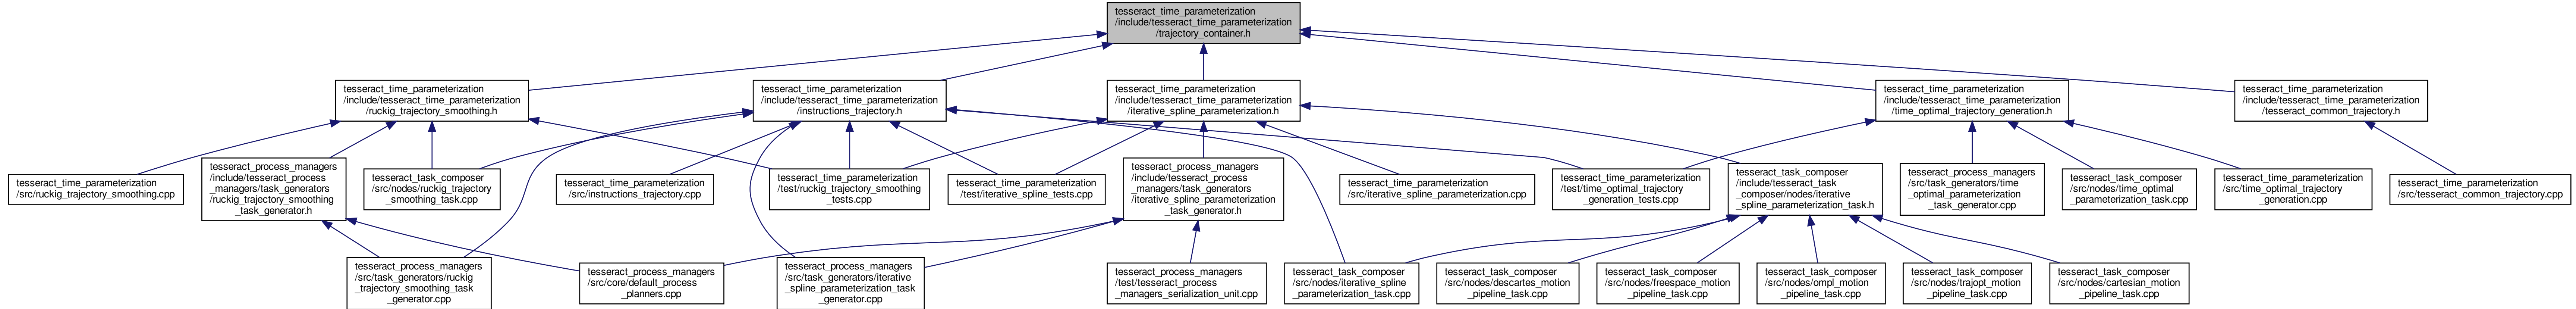 tesseract_time_parameterization
/include/tesseract_time_parameterization
/trajectory_container.h
tesseract_time_parameterization
/include/tesseract_time_parameterization
/ruckig_trajectory_smoothing.h
tesseract_time_parameterization
/include/tesseract_time_parameterization
/instructions_trajectory.h
tesseract_time_parameterization
/include/tesseract_time_parameterization
/iterative_spline_parameterization.h
tesseract_time_parameterization
/include/tesseract_time_parameterization
/time_optimal_trajectory_generation.h
tesseract_time_parameterization
/include/tesseract_time_parameterization
/tesseract_common_trajectory.h
tesseract_time_parameterization
/src/ruckig_trajectory_smoothing.cpp
tesseract_process_managers
/include/tesseract_process
_managers/task_generators
/ruckig_trajectory_smoothing
_task_generator.h
tesseract_task_composer
/src/nodes/ruckig_trajectory
_smoothing_task.cpp
tesseract_time_parameterization
/src/instructions_trajectory.cpp
tesseract_time_parameterization
/test/ruckig_trajectory_smoothing
_tests.cpp
tesseract_time_parameterization
/test/iterative_spline_tests.cpp
tesseract_process_managers
/include/tesseract_process
_managers/task_generators
/iterative_spline_parameterization
_task_generator.h
tesseract_time_parameterization
/src/iterative_spline_parameterization.cpp
tesseract_time_parameterization
/test/time_optimal_trajectory
_generation_tests.cpp
tesseract_task_composer
/include/tesseract_task
_composer/nodes/iterative
_spline_parameterization_task.h
tesseract_process_managers
/src/task_generators/time
_optimal_parameterization
_task_generator.cpp
tesseract_task_composer
/src/nodes/time_optimal
_parameterization_task.cpp
tesseract_time_parameterization
/src/time_optimal_trajectory
_generation.cpp
tesseract_time_parameterization
/src/tesseract_common_trajectory.cpp
tesseract_process_managers
/src/task_generators/ruckig
_trajectory_smoothing_task
_generator.cpp
tesseract_process_managers
/src/core/default_process
_planners.cpp
tesseract_process_managers
/src/task_generators/iterative
_spline_parameterization_task
_generator.cpp
tesseract_process_managers
/test/tesseract_process
_managers_serialization_unit.cpp
tesseract_task_composer
/src/nodes/iterative_spline
_parameterization_task.cpp
tesseract_task_composer
/src/nodes/descartes_motion
_pipeline_task.cpp
tesseract_task_composer
/src/nodes/freespace_motion
_pipeline_task.cpp
tesseract_task_composer
/src/nodes/ompl_motion
_pipeline_task.cpp
tesseract_task_composer
/src/nodes/trajopt_motion
_pipeline_task.cpp
tesseract_task_composer
/src/nodes/cartesian_motion
_pipeline_task.cpp